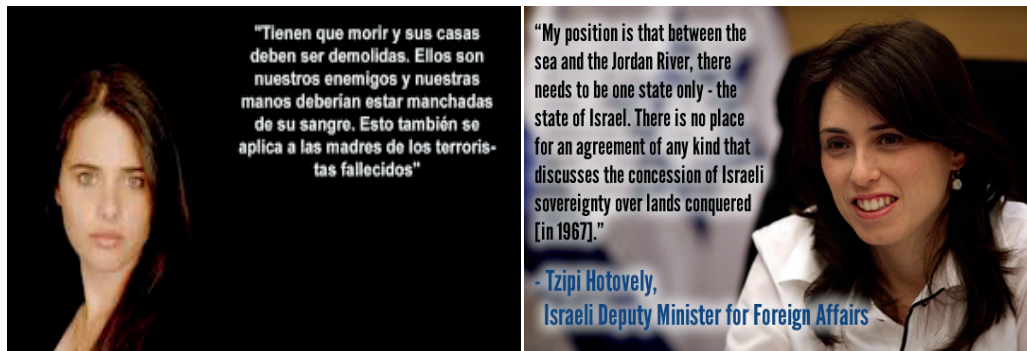 "Tienen que morir y sus casas
deben ser demolidas. Ellos son
nuestros enemigos y nuestras
manos deberían estar manchadas
de su sangre. Esto también se
aplica a las madres de los terroris-
tas fallecidos"
“My position is that between the
sea and the Jordan River, there
needs to be one state only - the
state of Israel. There is no place
for an agreement of any kind that
discusses the concession of Israeli
sovereignty over lands conquered
[in 1967].”
- Tzipi Hotovely,
Israeli Deputy Minister for Foreign Affairs